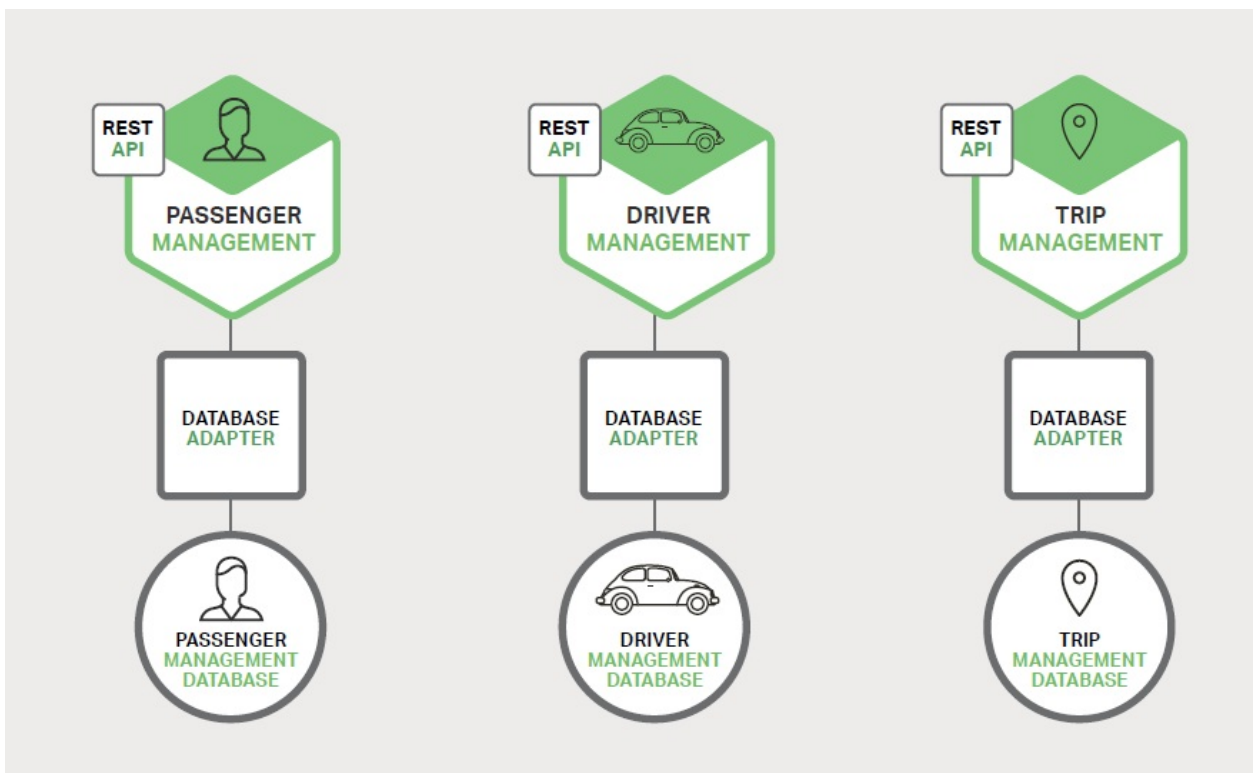 REST
API
PASSENGER
MANAGEMENT
DATABASE
ADAPTER
PASSENGER
MANAGEMENT
DATABASE
REST
API
DRIVER
MANAGEMENT
DATABASE
ADAPTER
DRIVER
MANAGEMENT
DATABASE
REST
API
TRIP
MANAGEMENT
DATABASE
ADAPTER
TRIP
MANAGEMENT
DATABASE